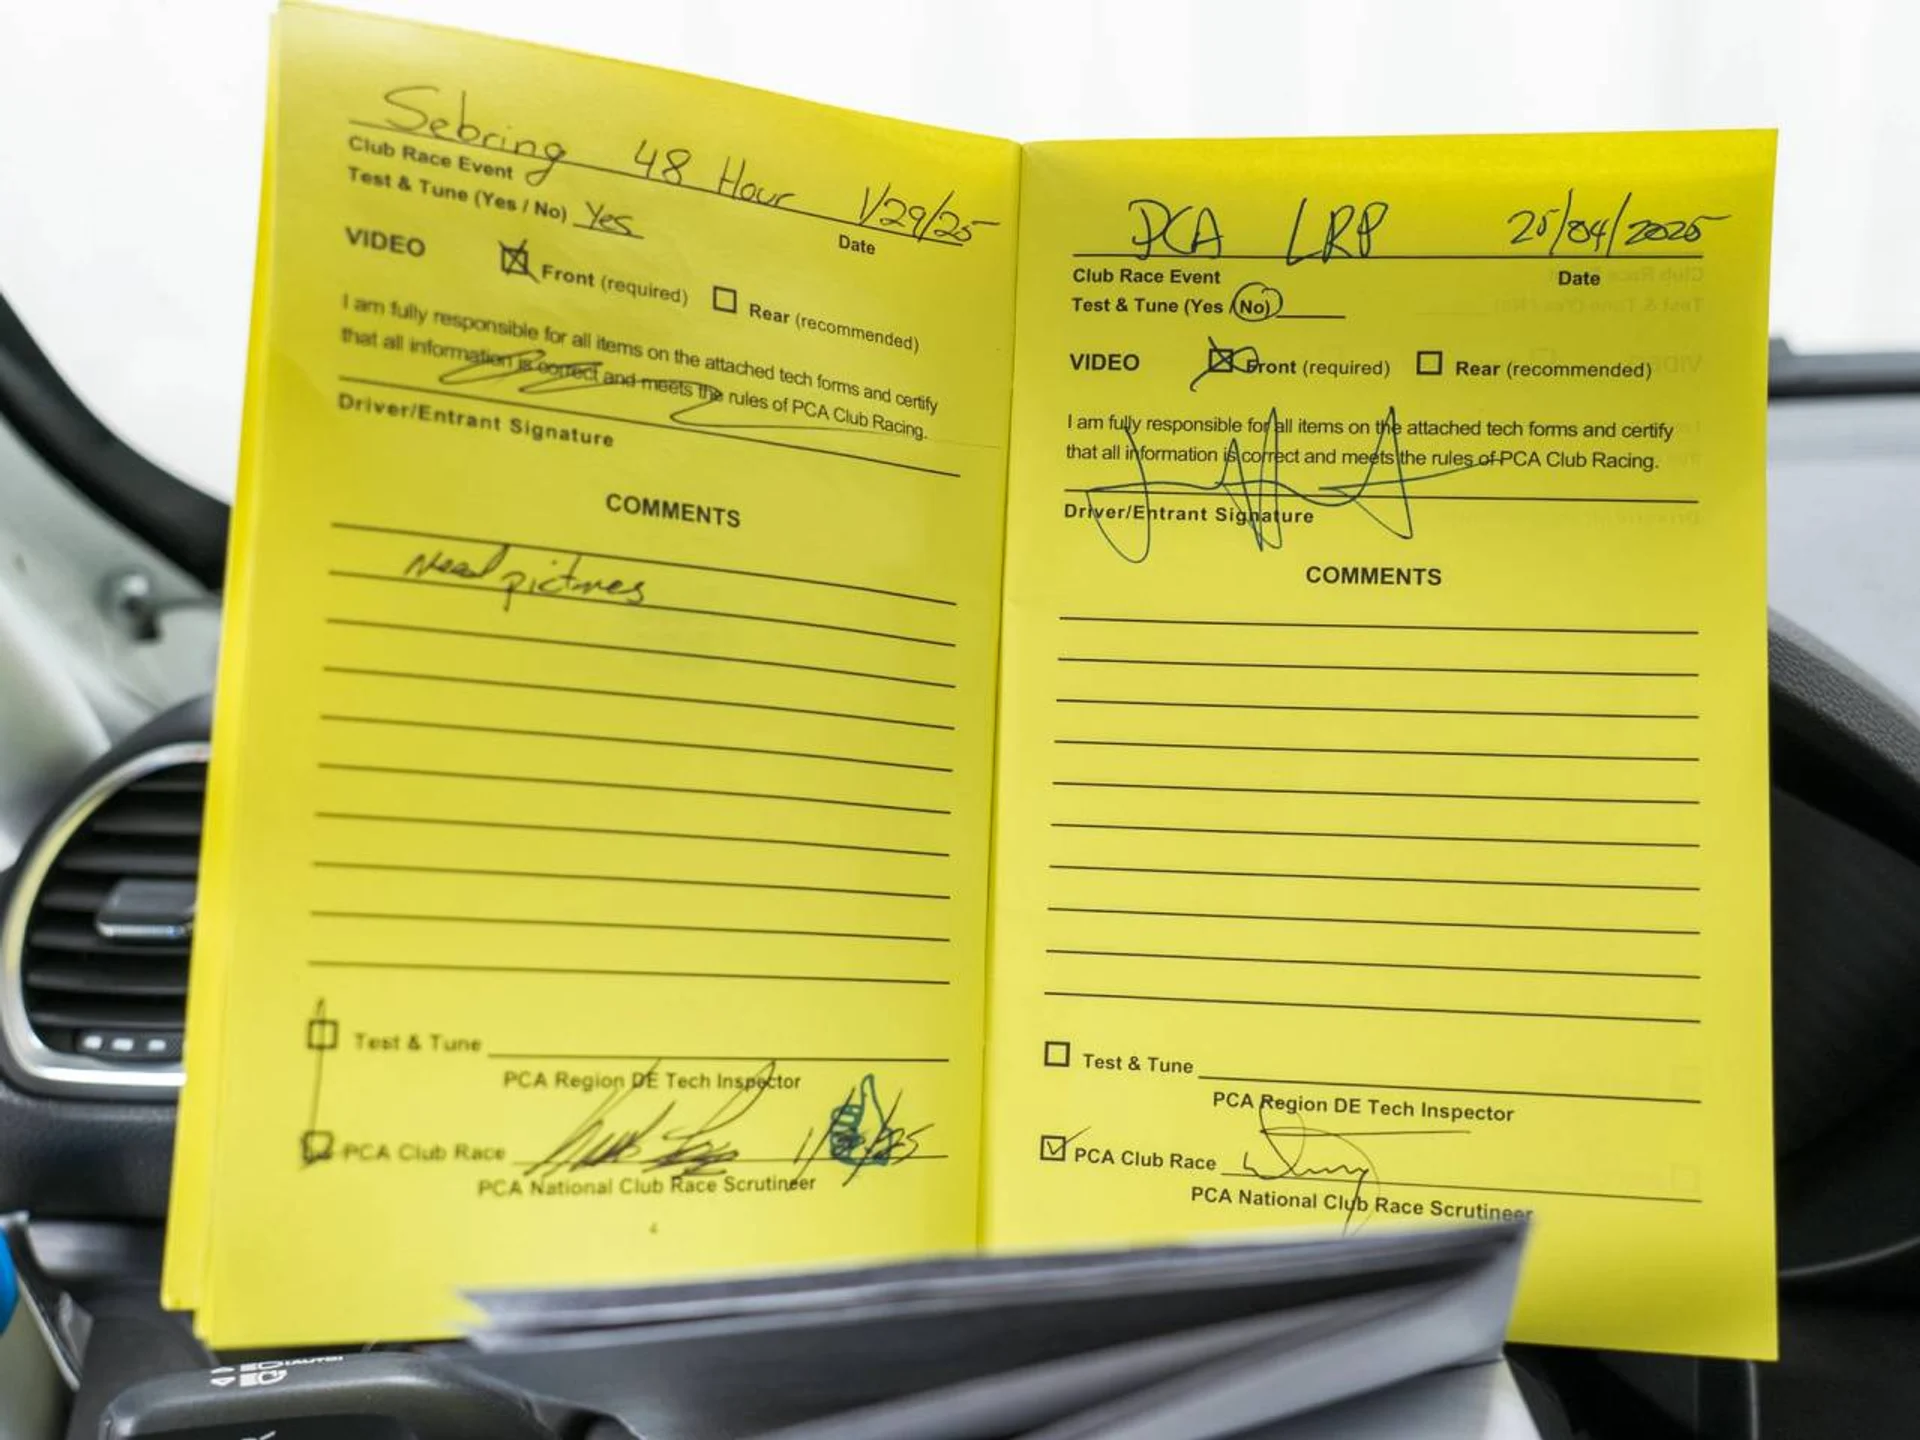 Sebring 48 Hour 1/29/25
Club Race Event
Date
Test & Tune (Yes / No) Yes
VIDEO Front (required) Rear (recommended)
I am fully responsible for all items on the attached tech forms and certify
that all information is correct and meets the rules of PCA Club Racing.
Driver/Entrant Signature
COMMENTS
Need pictures
Test & Tune
PCA Region DE Tech Inspector
PCA Club Race
PCA National Club Race Scrutineer
4
PCA LRP 25/04/2025
Club Race Event Date
Test & Tune (Yes / No)
VIDEO Front (required) Rear (recommended)
I am fully responsible for all items on the attached tech forms and certify
that all information is correct and meets the rules of PCA Club Racing.
Driver/Entrant Signature
COMMENTS
Test & Tune
PCA Region DE Tech Inspector
PCA Club Race
PCA National Club Race Scrutineer